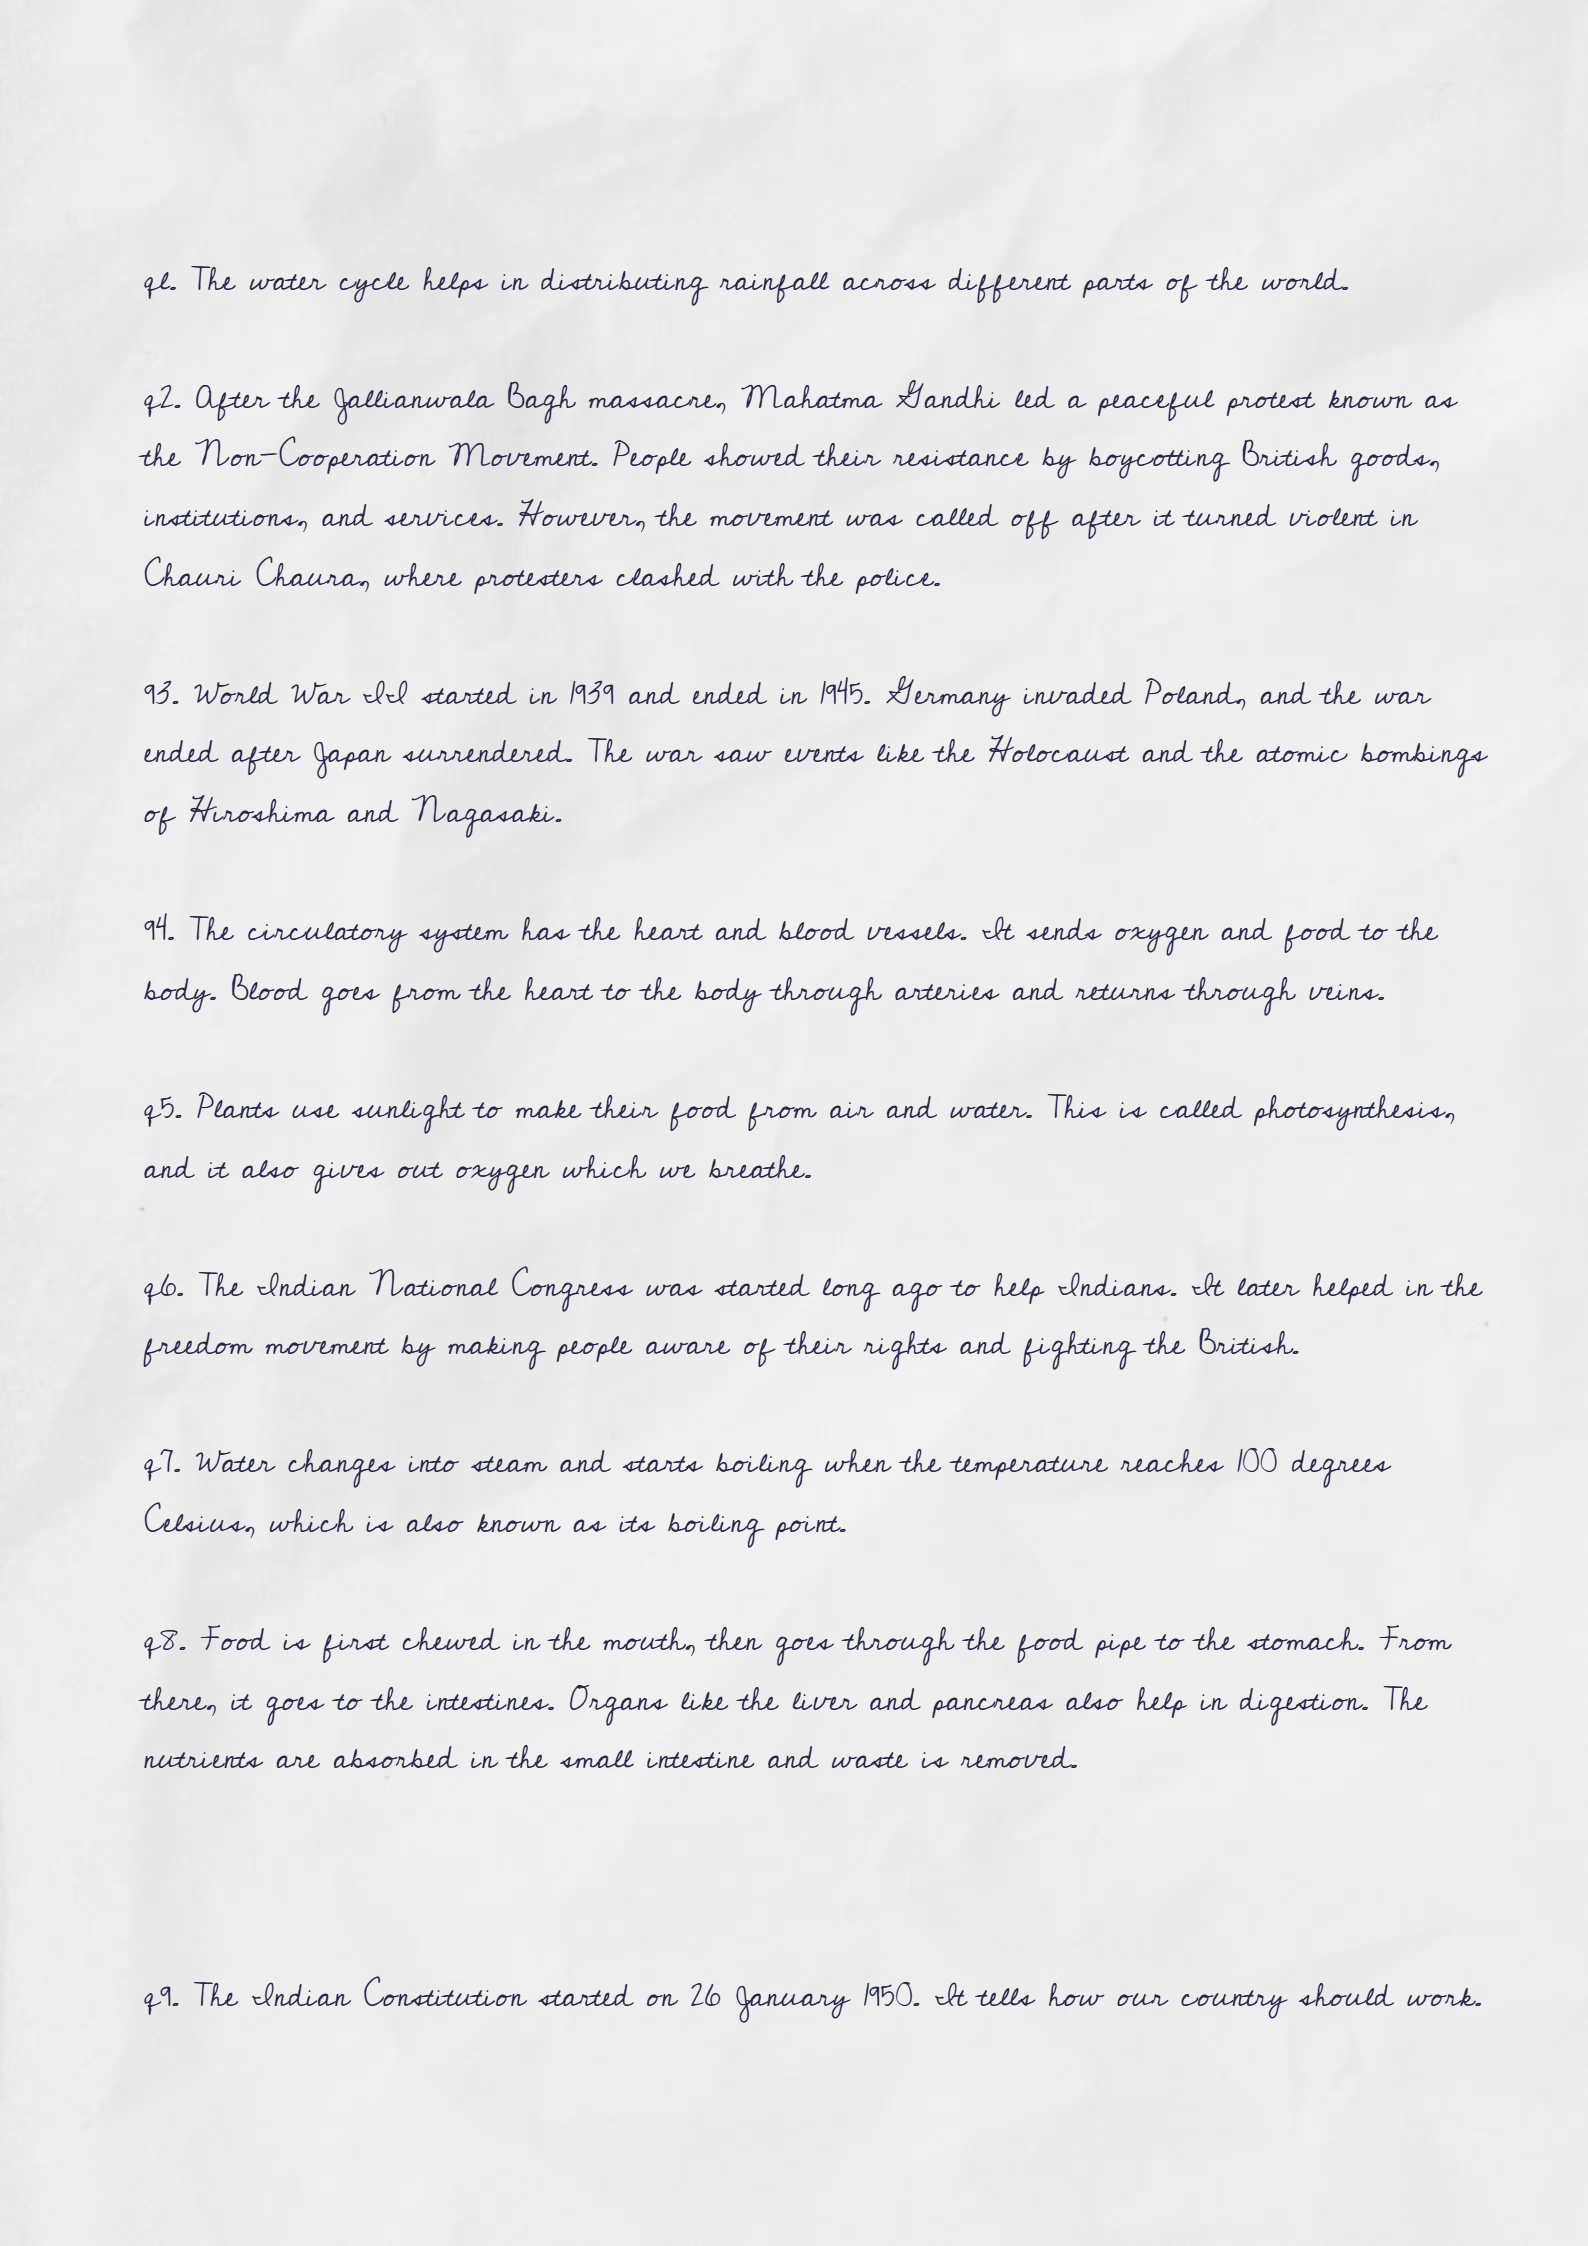 q1. The water cycle helps in distributing rainfall across different parts of the world.
q2. After the Jallianwala Bagh massacre, Mahatma Gandhi led a peaceful protest known as
the Non-Cooperation Movement. People showed their resistance by boycotting British goods,
institutions, and services. However, the movement was called off after it turned violent in
Chauri Chaura, where protesters clashed with the police.
q3. World War II started in 1939 and ended in 1945. Germany invaded Poland, and the war
ended after Japan surrendered. The war saw events like the Holocaust and the atomic bombings
of Hiroshima and Nagasaki.
q4. The circulatory system has the heart and blood vessels. It sends oxygen and food to the
body. Blood goes from the heart to the body through arteries and returns through veins.
q5. Plants use sunlight to make their food from air and water. This is called photosynthesis,
and it also gives out oxygen which we breathe.
q6. The Indian National Congress was started long ago to help Indians. It later helped in the
freedom movement by making people aware of their rights and fighting the British.
q7. Water changes into steam and starts boiling when the temperature reaches 100 degrees
Celsius, which is also known as its boiling point.
q8. Food is first chewed in the mouth, then goes through the food pipe to the stomach. From
there, it goes to the intestines. Organs like the liver and pancreas also help in digestion. The
nutrients are absorbed in the small intestine and waste is removed.
q9. The Indian Constitution started on 26 January 1950. It tells how our country should work.